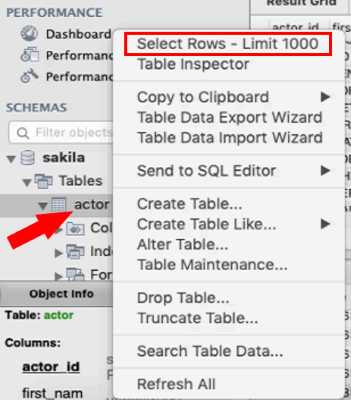 PERFORMANCE
Dashboard
Performance
Performance
SCHEMAS
Filter objects
sakila
Tables
actor
Col
Inde
For
Object Info
Table: actor
Columns:
actor_id
first_nam
Select Rows - Limit 1000
Table Inspector
Copy to Clipboard
Table Data Export Wizard
Table Data Import Wizard
Send to SQL Editor
Create Table...
Create Table Like...
Alter Table...
Table Maintenance...
Drop Table...
Truncate Table...
Search Table Data...
Refresh All
Result Grid
actor_id firs